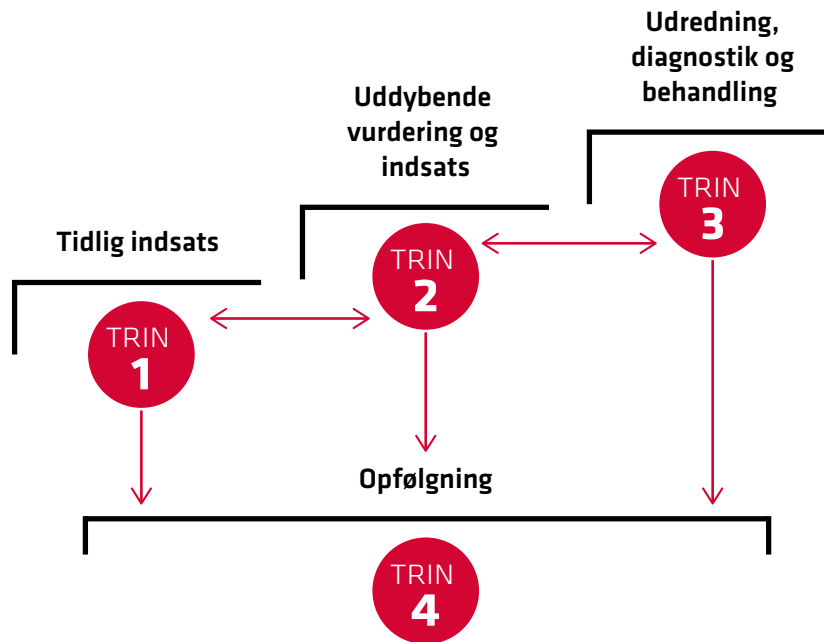 Tidlig indsats
TRIN
1
Uddybende
vurdering og
indsats
TRIN
2
Udredning,
diagnostik og
behandling
TRIN
3
Opfølgning
TRIN
4